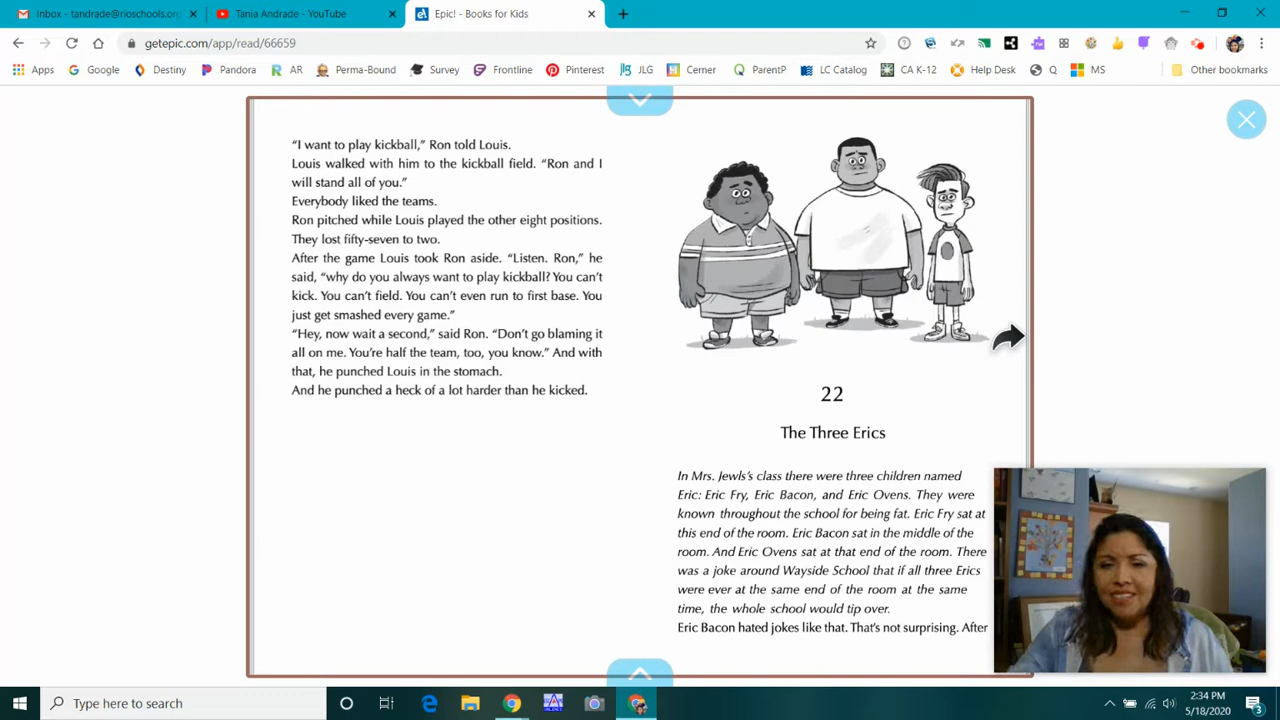 Inbox - tandrade@rioschools.org
Tania Andrade - YouTube
Epic! - Books for Kids
getepic.com/app/read/66659
Apps Google Destiny Pandora AR Perma-Bound Survey Frontline Pinterest JLG Cerner ParentP LC Catalog CA K-12 Help Desk Q MS Other bookmarks
“I want to play kickball,” Ron told Louis.
Louis walked with him to the kickball field. “Ron and I
will stand all of you.”
Everybody liked the teams.
Ron pitched while Louis played the other eight positions.
They lost fifty-seven to two.
After the game Louis took Ron aside. “Listen. Ron,” he
said, “why do you always want to play kickball? You can’t
kick. You can’t field. You can’t even run to first base. You
just get smashed every game.”
“Hey, now wait a second,” said Ron. “Don’t go blaming it
all on me. You’re half the team, too, you know.” And with
that, he punched Louis in the stomach.
And he punched a heck of a lot harder than he kicked.
22
The Three Erics
In Mrs. Jewls’s class there were three children named
Eric: Eric Fry, Eric Bacon, and Eric Ovens. They were
known throughout the school for being fat. Eric Fry sat at
this end of the room. Eric Bacon sat in the middle of the
room. And Eric Ovens sat at that end of the room. There
was a joke around Wayside School that if all three Erics
were ever at the same end of the room at the same
time, the whole school would tip over.
Eric Bacon hated jokes like that. That’s not surprising. After
Type here to search
2:34 PM
5/18/2020
3